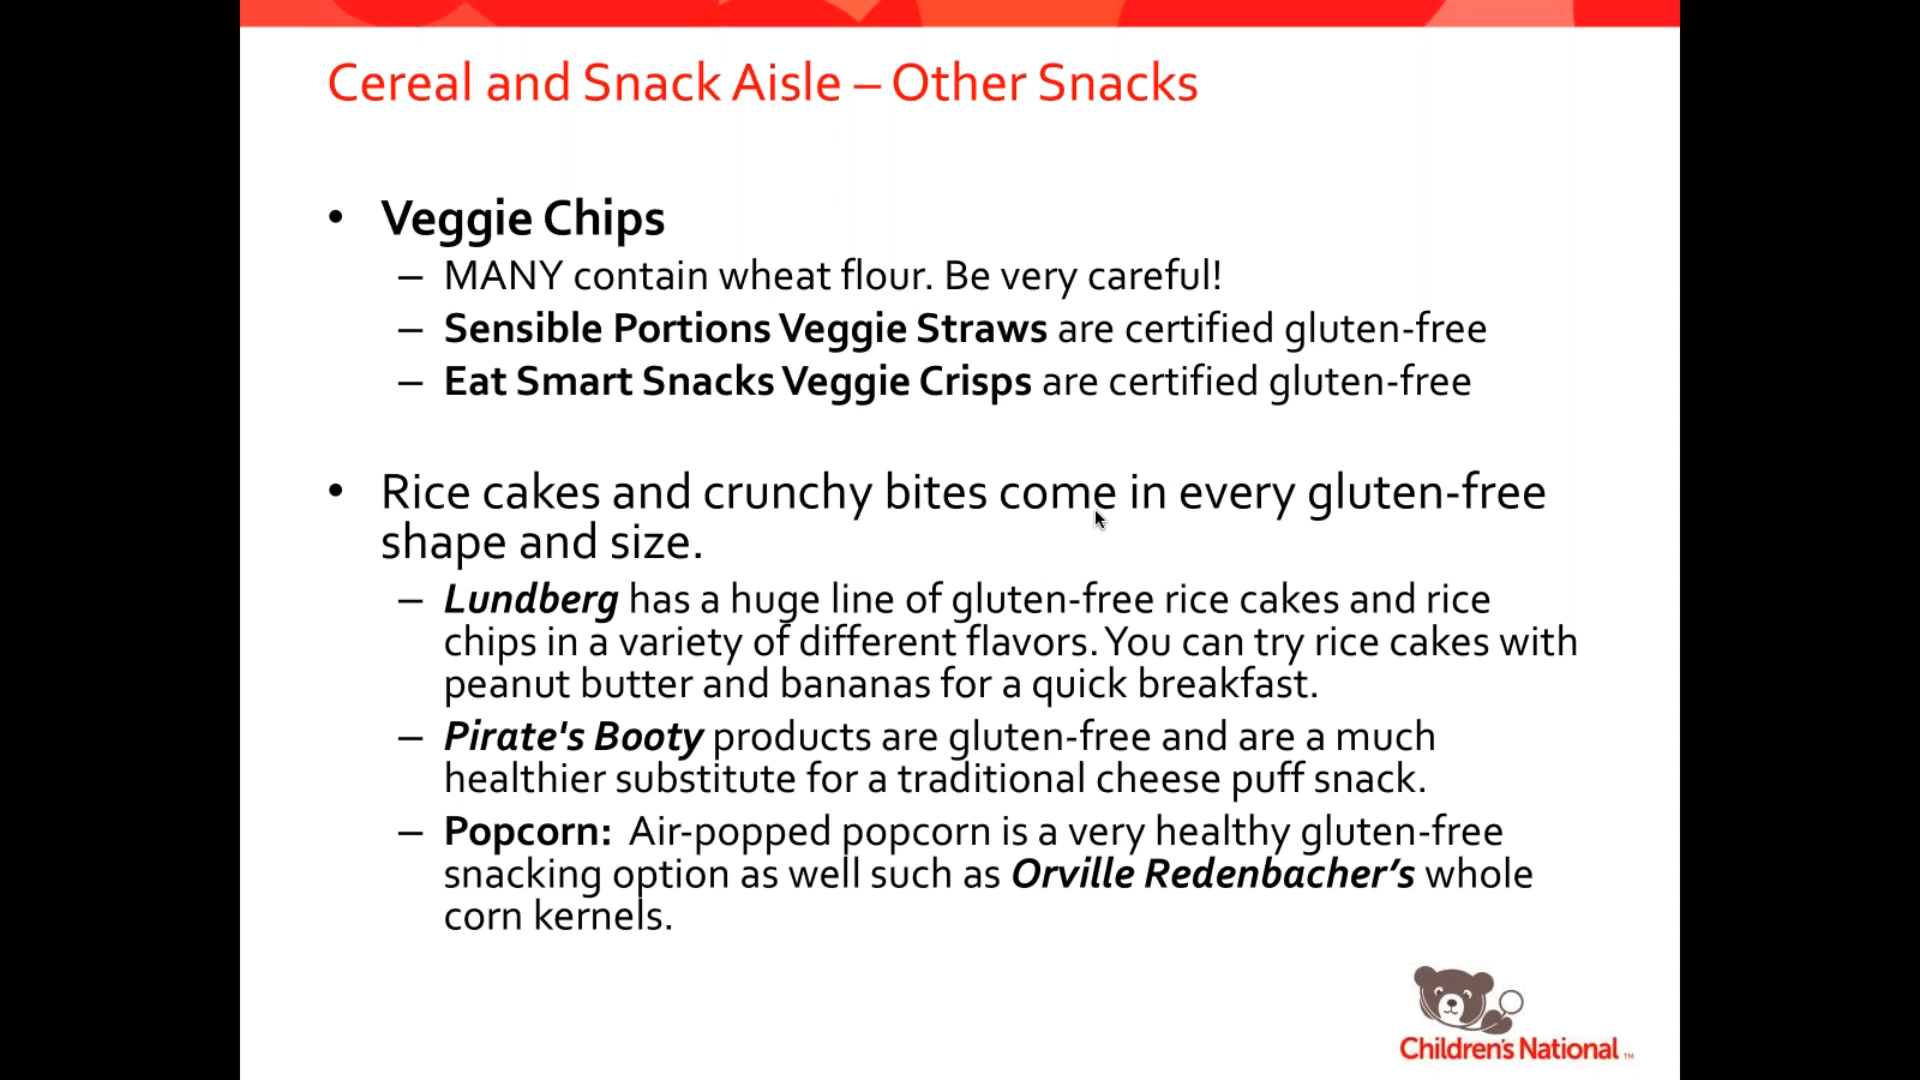 Cereal and Snack Aisle – Other Snacks
• Veggie Chips
– MANY contain wheat flour. Be very careful!
– Sensible Portions Veggie Straws are certified gluten-free
– Eat Smart Snacks Veggie Crisps are certified gluten-free
• Rice cakes and crunchy bites come in every gluten-free
shape and size.
– Lundberg has a huge line of gluten-free rice cakes and rice
chips in a variety of different flavors. You can try rice cakes with
peanut butter and bananas for a quick breakfast.
– Pirate's Booty products are gluten-free and are a much
healthier substitute for a traditional cheese puff snack.
– Popcorn:  Air-popped popcorn is a very healthy gluten-free
snacking option as well such as Orville Redenbacher’s whole
corn kernels.
Children's National ™